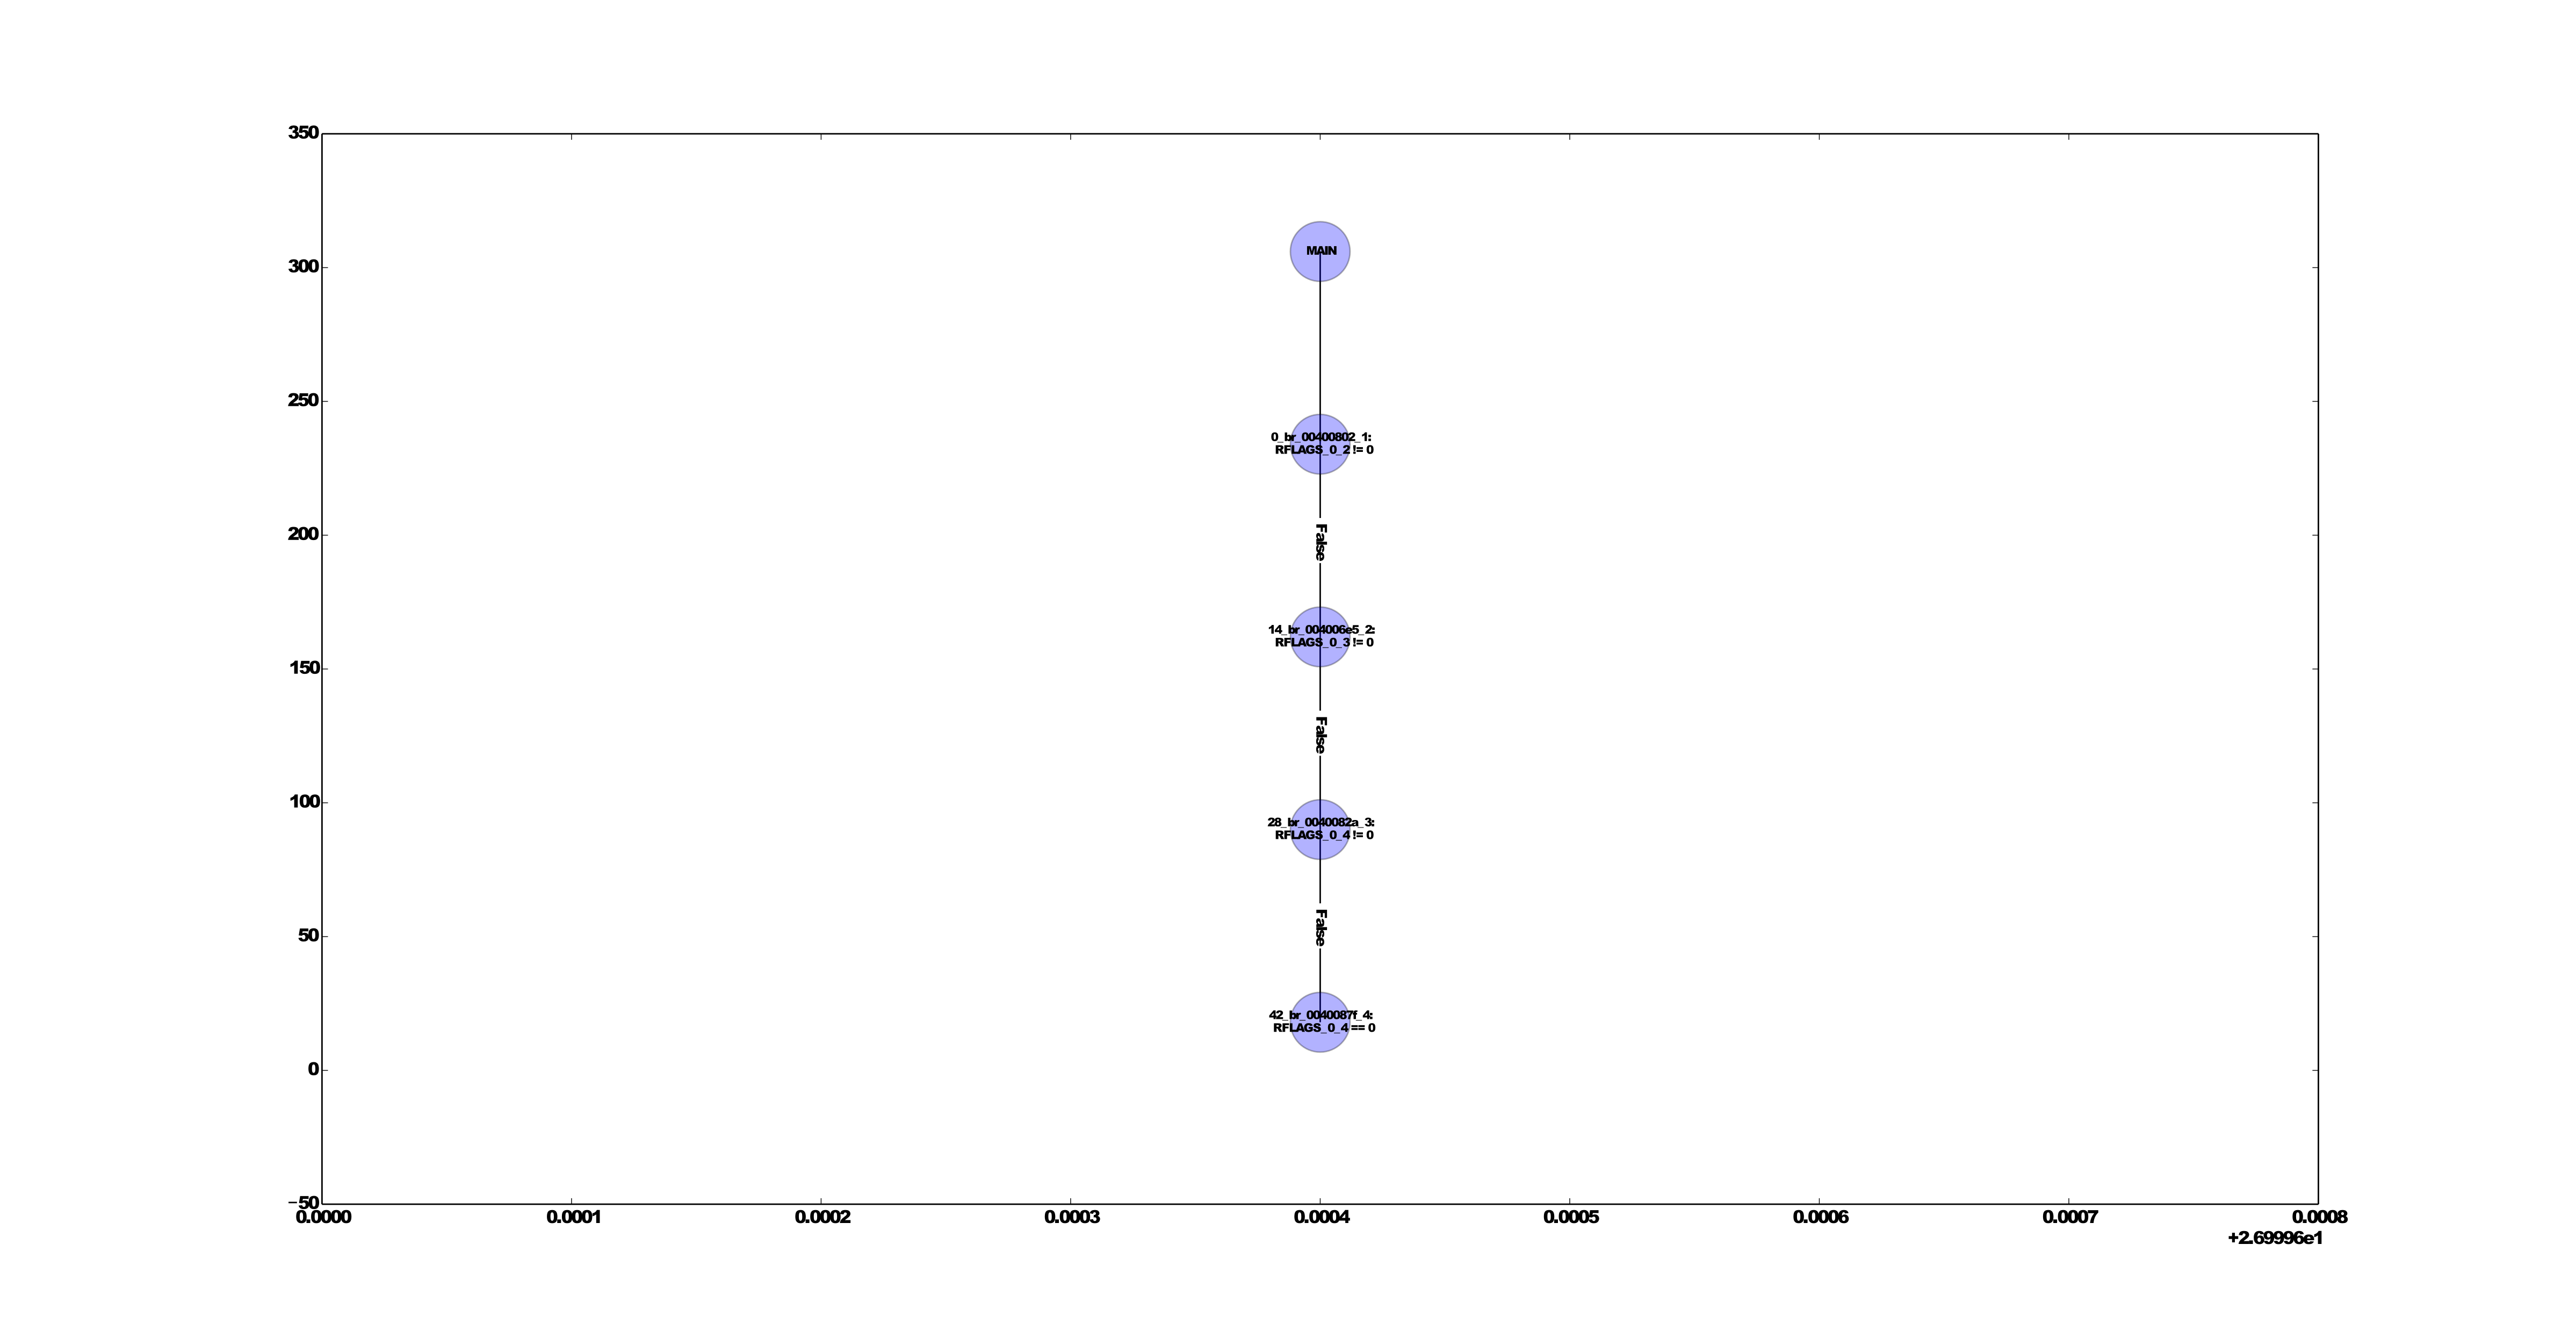 350
MAIN
300
250
0_br_00400802_1:
RFLAGS_0_2 != 0
200
False
14_br_004006e5_2:
RFLAGS_0_3 != 0
150
False
100
28_br_0040082a_3:
RFLAGS_0_4 != 0
50
False
42_br_0040087f_4:
RFLAGS_0_4 == 0
0
−50
0.0000 0.0001 0.0002 0.0003 0.0004 0.0005 0.0006 0.0007 0.0008
+2.69996e1